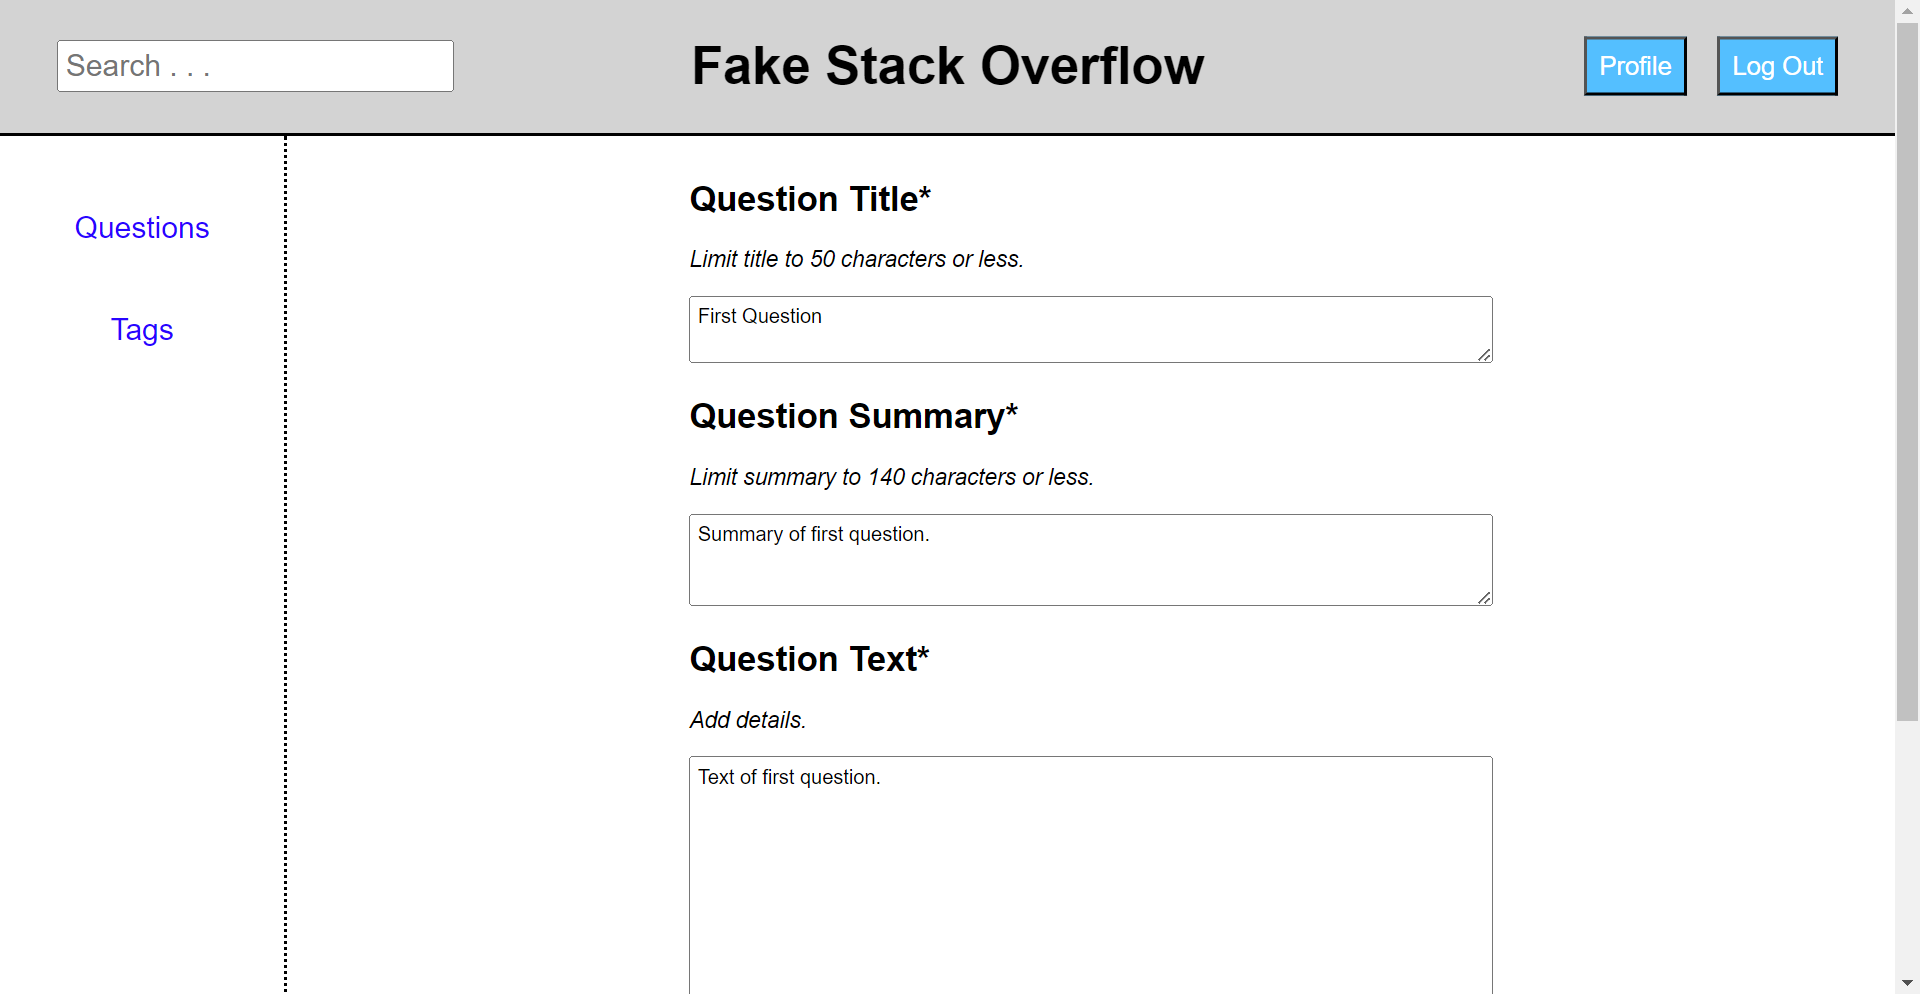 Search . . .
Fake Stack Overflow
Profile
Log Out
Questions
Tags
Question Title*
Limit title to 50 characters or less.
First Question
Question Summary*
Limit summary to 140 characters or less.
Summary of first question.
Question Text*
Add details.
Text of first question.